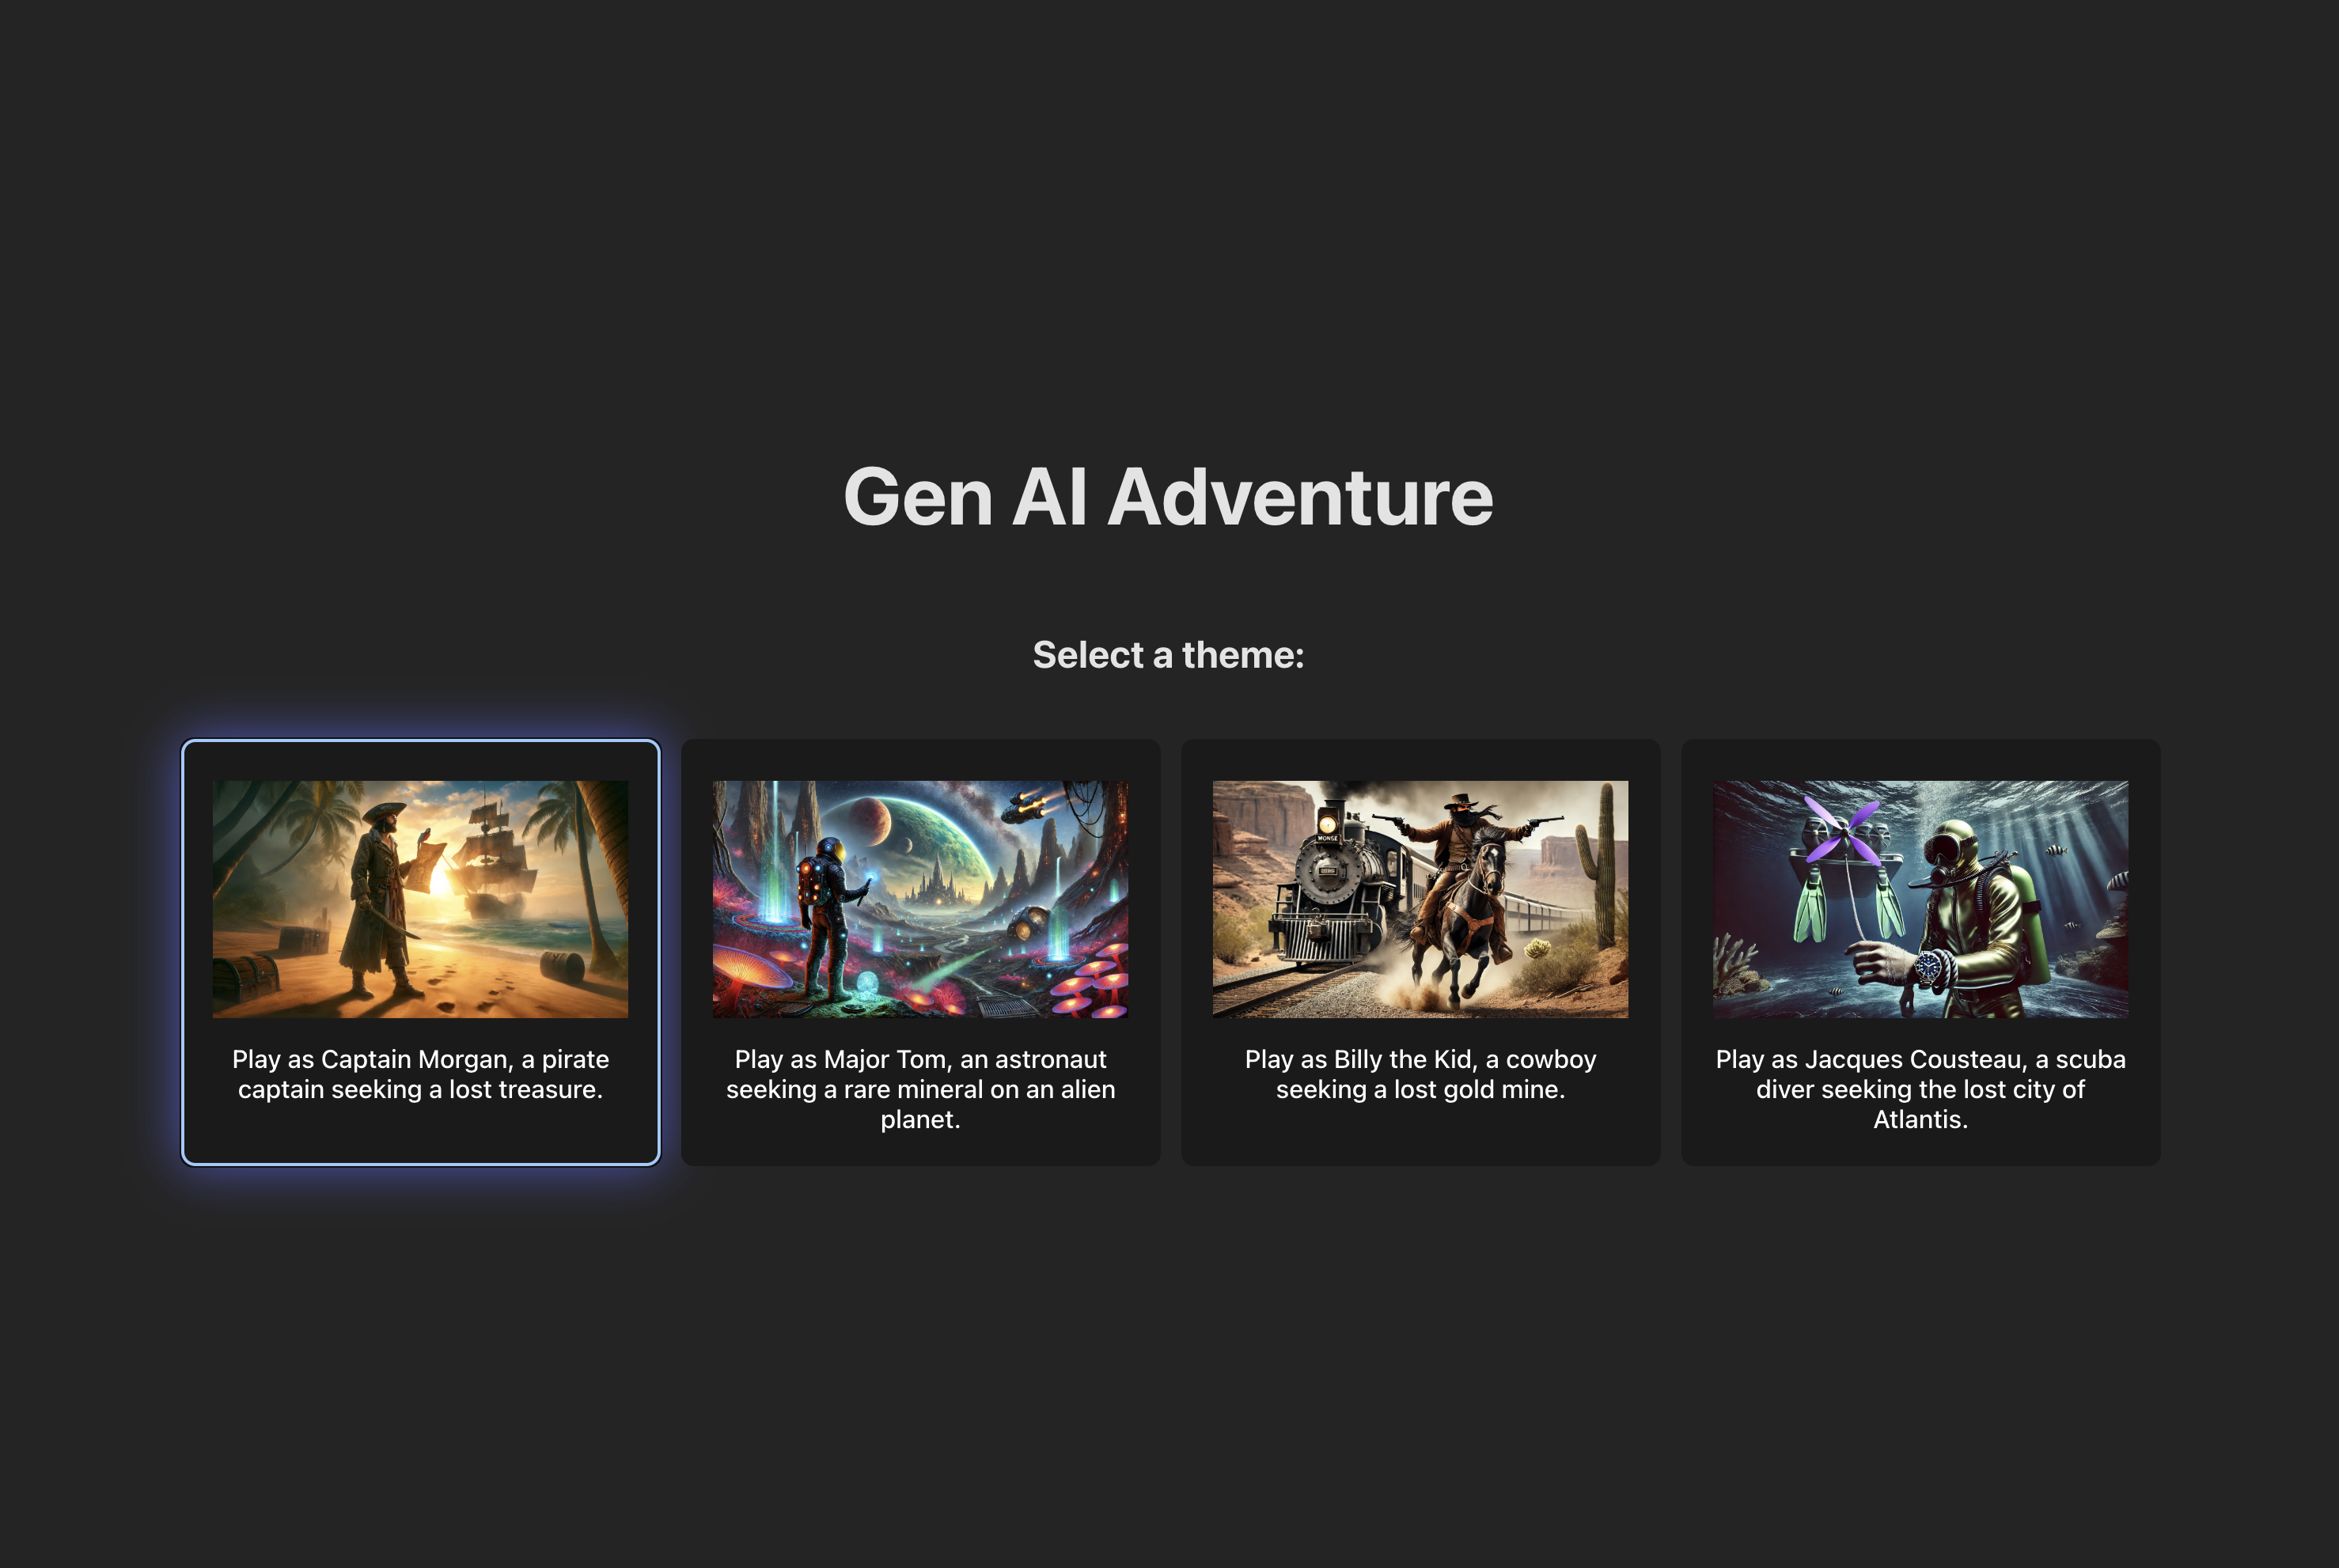 Gen AI Adventure
Select a theme:
Play as Captain Morgan, a pirate
captain seeking a lost treasure.
Play as Major Tom, an astronaut
seeking a rare mineral on an alien
planet.
Play as Billy the Kid, a cowboy
seeking a lost gold mine.
Play as Jacques Cousteau, a scuba
diver seeking the lost city of
Atlantis.